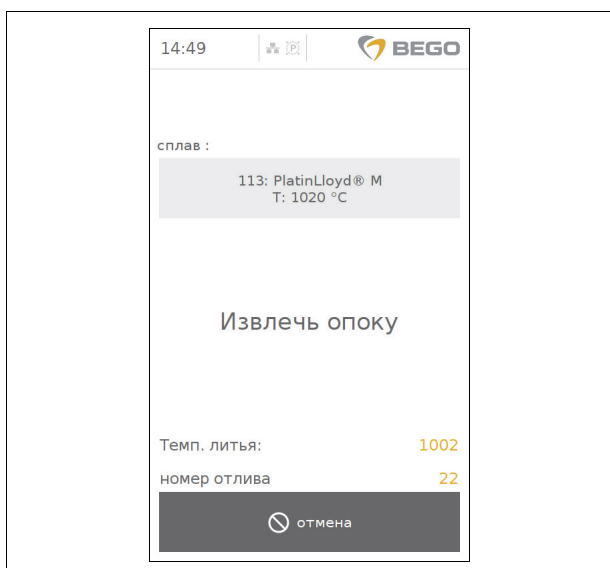 14:49
P
BEGO
сплав :
113: PlatinLloyd® M
T: 1020 °C
Извлечь опоку
Темп. литья: 1002
номер отлива 22
отмена